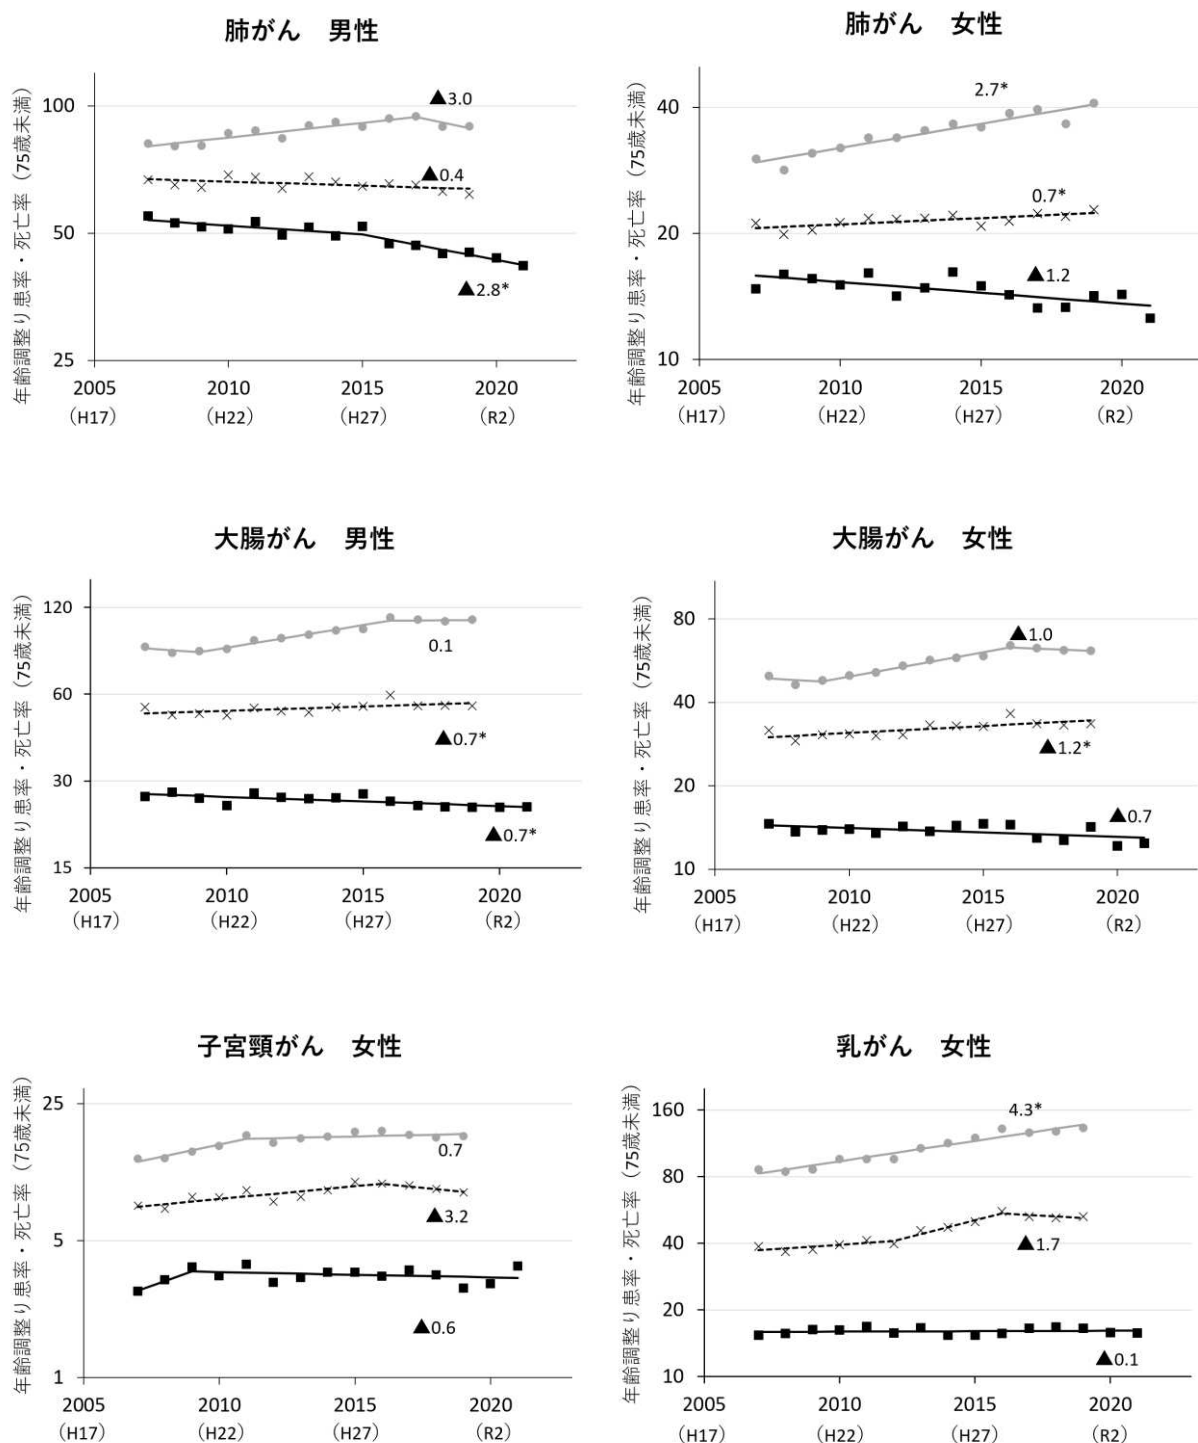 肺がん　男性
年齢調整り患率・死亡率（75歳未満）
100
50
25
▲3.0
▲0.4
▲2.8*
2005 2010 2015 2020
（H17） （H22） （H27） （R2）
肺がん　女性
年齢調整り患率・死亡率（75歳未満）
40
20
10
2.7*
0.7*
▲1.2
2005 2010 2015 2020
（H17） （H22） （H27） （R2）
大腸がん　男性
年齢調整り患率・死亡率（75歳未満）
120
60
30
15
0.1
▲0.7*
▲0.7*
2005 2010 2015 2020
（H17） （H22） （H27） （R2）
大腸がん　女性
年齢調整り患率・死亡率（75歳未満）
80
40
20
10
▲1.0
▲1.2*
▲0.7
2005 2010 2015 2020
（H17） （H22） （H27） （R2）
子宮頸がん　女性
年齢調整り患率・死亡率（75歳未満）
25
5
1
0.7
▲3.2
▲0.6
2005 2010 2015 2020
（H17） （H22） （H27） （R2）
乳がん　女性
年齢調整り患率・死亡率（75歳未満）
160
80
40
20
10
4.3*
▲1.7
▲0.1
2005 2010 2015 2020
（H17） （H22） （H27） （R2）